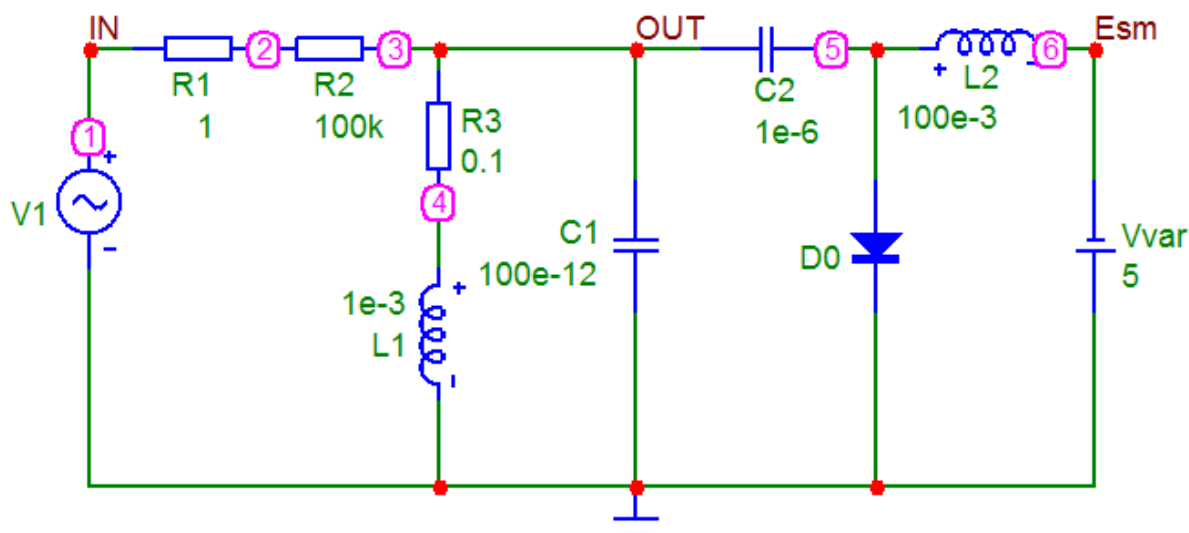 IN
OUT
Esm
2
3
5
6
R1
1
R2
100k
C2
1e-6
L2
100e-3
+
-
1
+
V1
-
R3
0.1
4
C1
100e-12
1e-3
L1
+
-
D0
Vvar
5